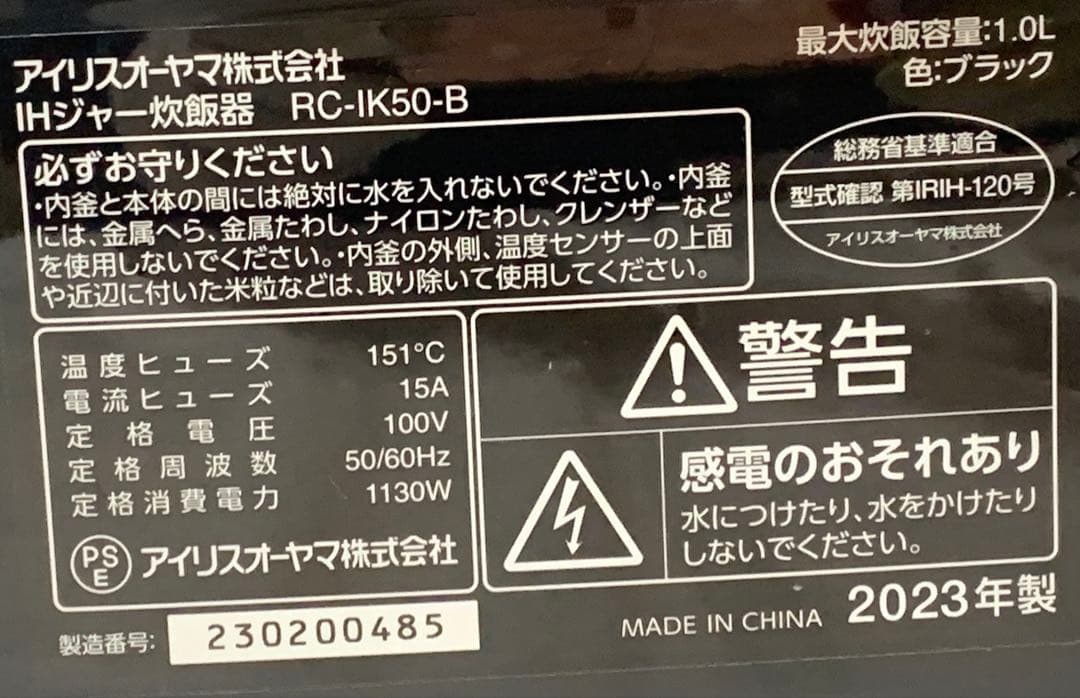 アイリスオーヤマ株式会社
IHジャー炊飯器 RC-IK50-B
最大炊飯容量:1.0L
色:ブラック
必ずお守りください
・内釜と本体の間には絶対に水を入れないでください。・内釜
には、金属へら、金属たわし、ナイロンたわし、クレンザーなど
を使用しないでください。・内釜の外側、温度センサーの上面
や近辺に付いた米粒などは、取り除いて使用してください。
総務省基準適合
型式確認 第IRIH-120号
アイリスオーヤマ株式会社
温度ヒューズ 151℃
電流ヒューズ 15A
定格電圧 100V
定格周波数 50/60Hz
定格消費電力 1130W
PS
E
アイリスオーヤマ株式会社
警告
感電のおそれあり
水につけたり、水をかけたり
しないでください。
製造番号: 230200485
MADE IN CHINA 2023年製